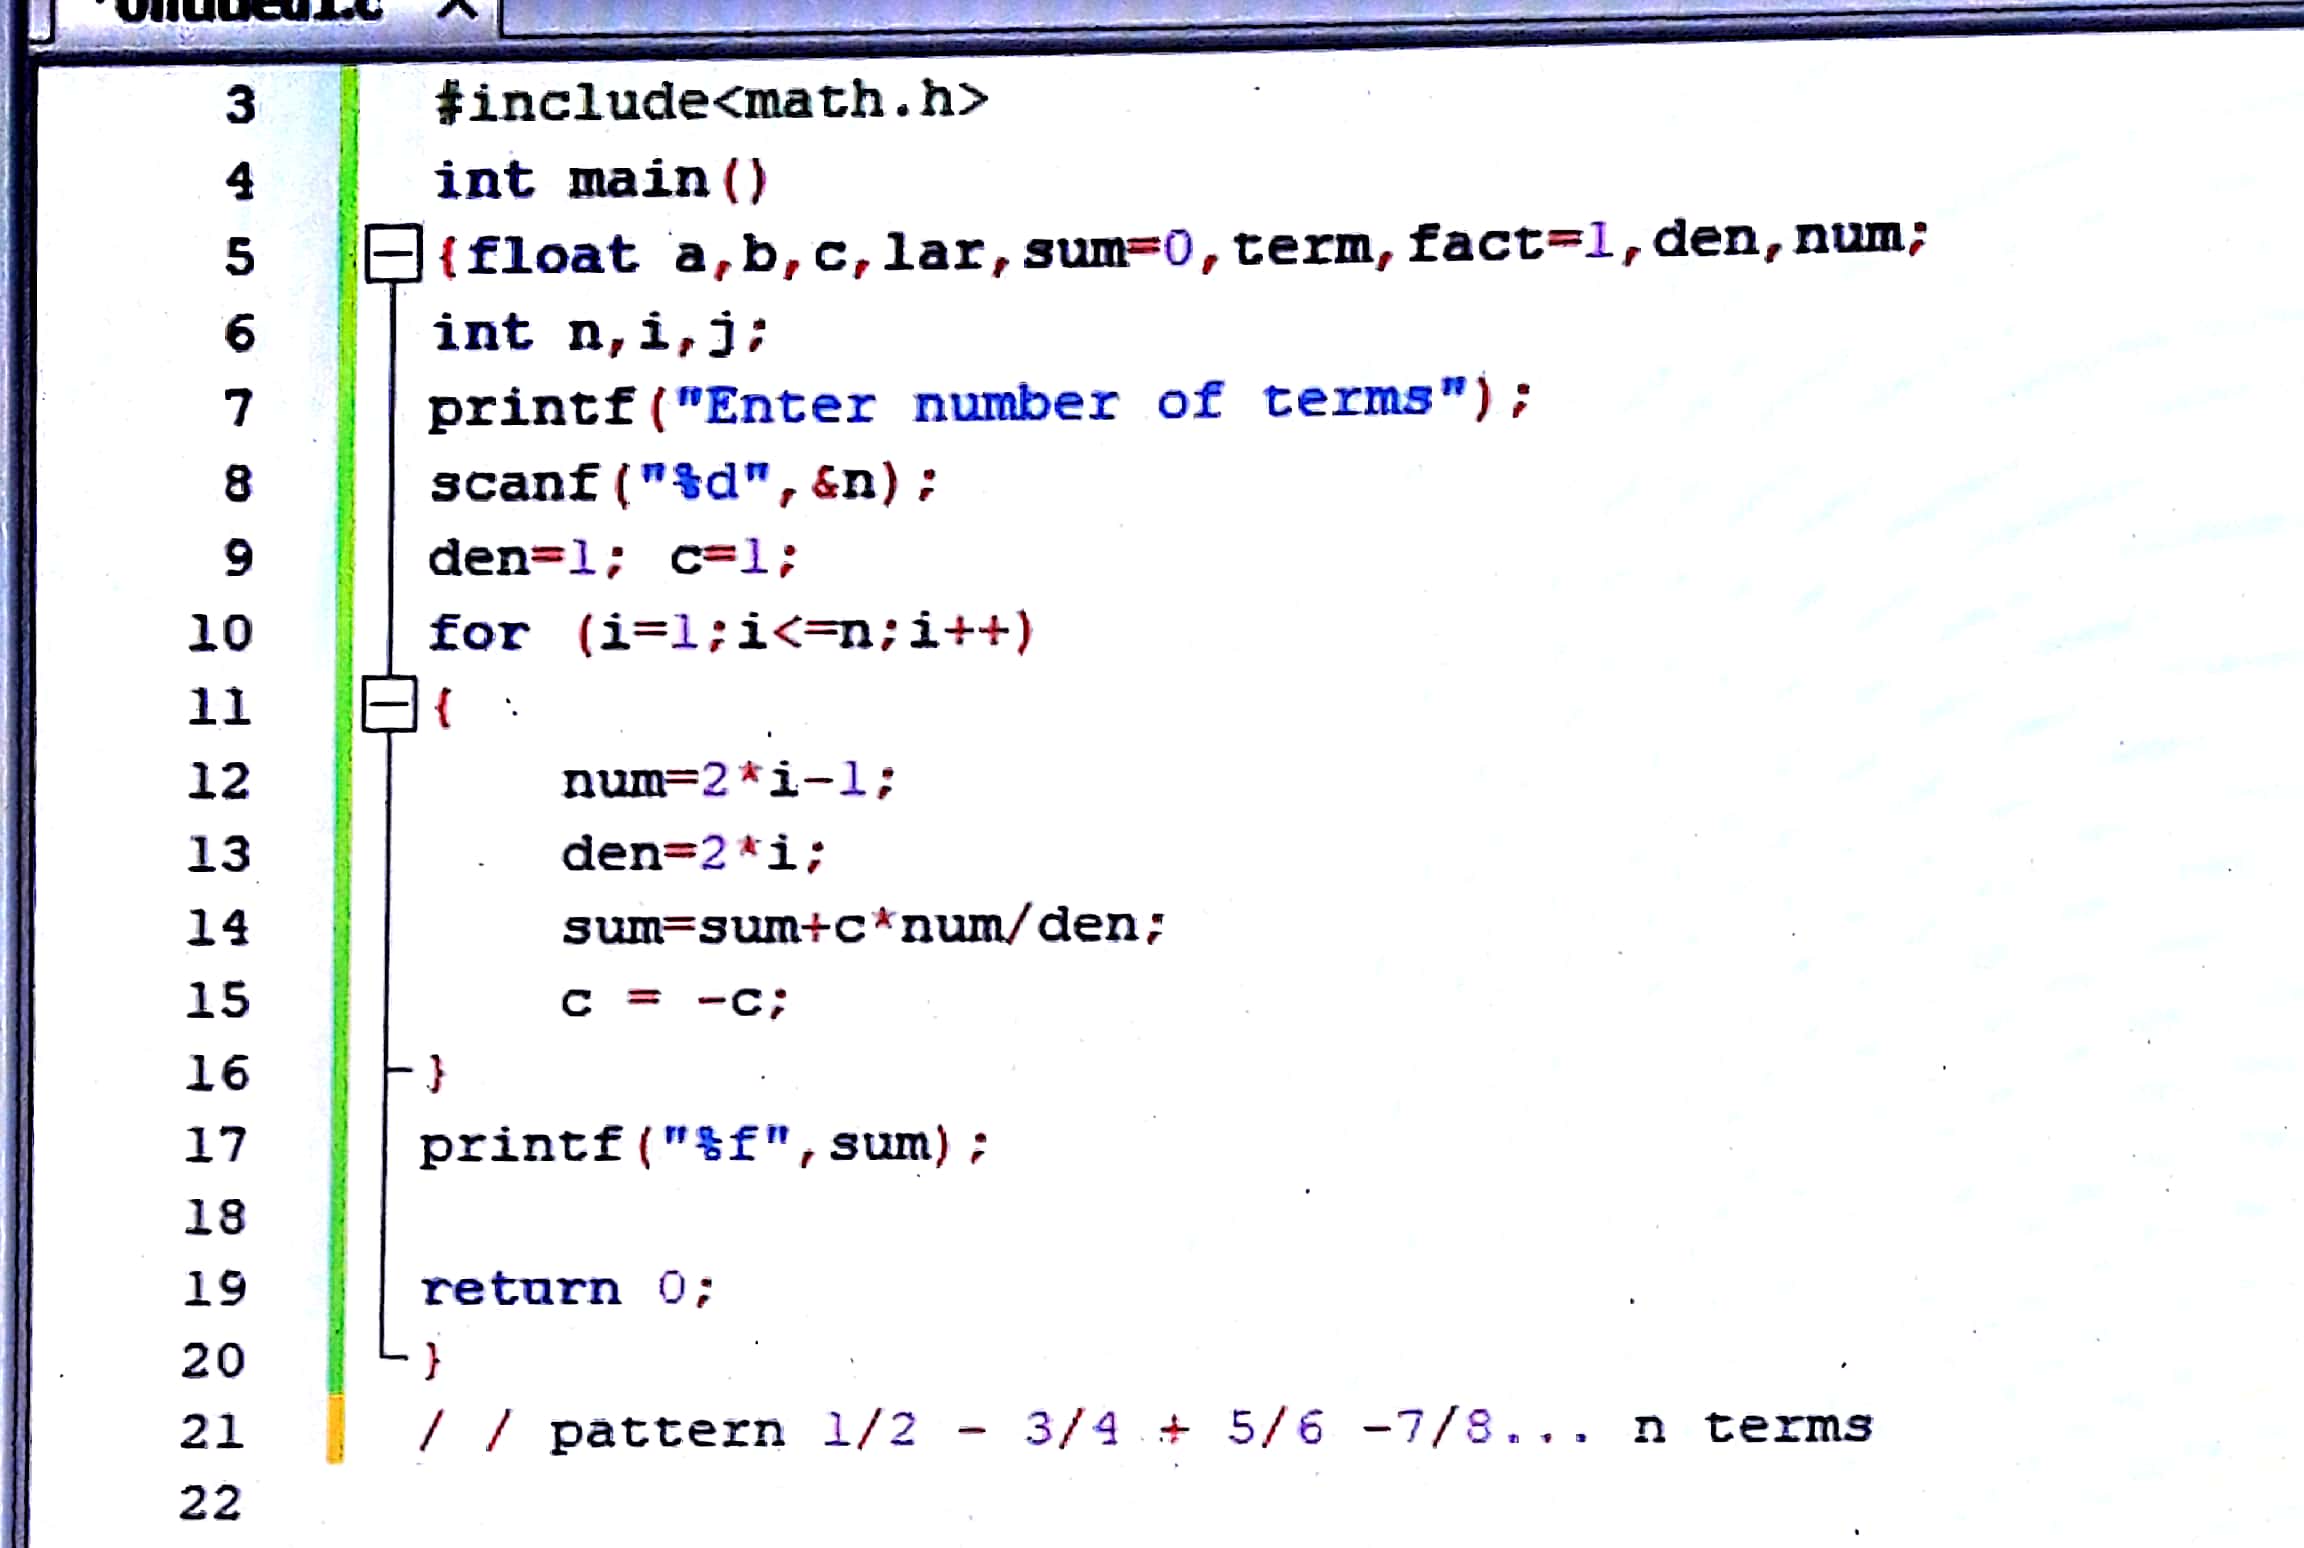 3 #include<math.h>
4 int main()
5 {float a,b,c,lar,sum=0,term,fact=1,den,num;
6 int n,i,j;
7 printf("Enter number of terms");
8 scanf("%d",&n);
9 den=1; c=1;
10 for (i=1;i<=n;i++)
11 {
12 num=2*i-1;
13 den=2*i;
14 sum=sum+c*num/den;
15 c = -c;
16 }
17 printf("%f",sum);
18
19 return 0;
20 }
21 / / pattern 1/2 - 3/4 + 5/6 -7/8... n terms
22